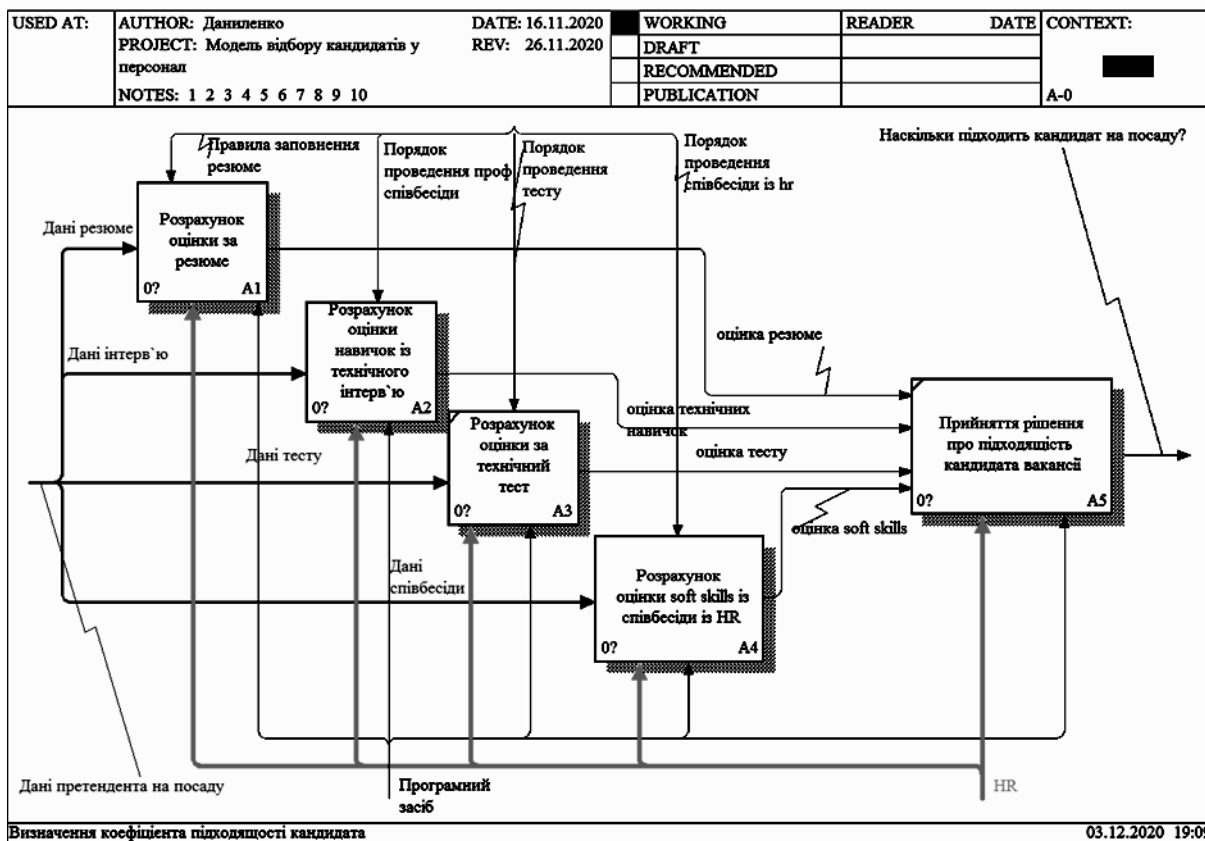 USED AT:
AUTHOR: Даниленко
DATE: 16.11.2020
PROJECT: Модель відбору кандидатів у
персонал
REV: 26.11.2020
NOTES: 1 2 3 4 5 6 7 8 9 10
WORKING
DRAFT
RECOMMENDED
PUBLICATION
READER
DATE
CONTEXT:
A-0
Правила заповнення
резюме
Порядок
проведення проф
співбесіди
Порядок
проведення
тесту
Порядок
проведення
співбесіди із hr
Наскільки підходить кандидат на посаду?
Дані резюме
Розрахунок
оцінки за
резюме
0?
A1
Дані інтерв`ю
Розрахунок
оцінки
навичок із
технічного
інтерв`ю
0?
A2
оцінка резюме
оцінка технічних
навичок
Дані тесту
Розрахунок
оцінки за
технічний
тест
0?
A3
оцінка тесту
Прийняття рішення
про підходящість
кандидата вакансії
0?
A5
оцінка soft skills
Дані
співбесіди
Розрахунок
оцінки soft skills із
співбесіди із HR
0?
A4
Дані претендента на посаду
Програмний
засіб
HR
Визначення коефіцієнта підходящості кандидата
03.12.2020 19:09